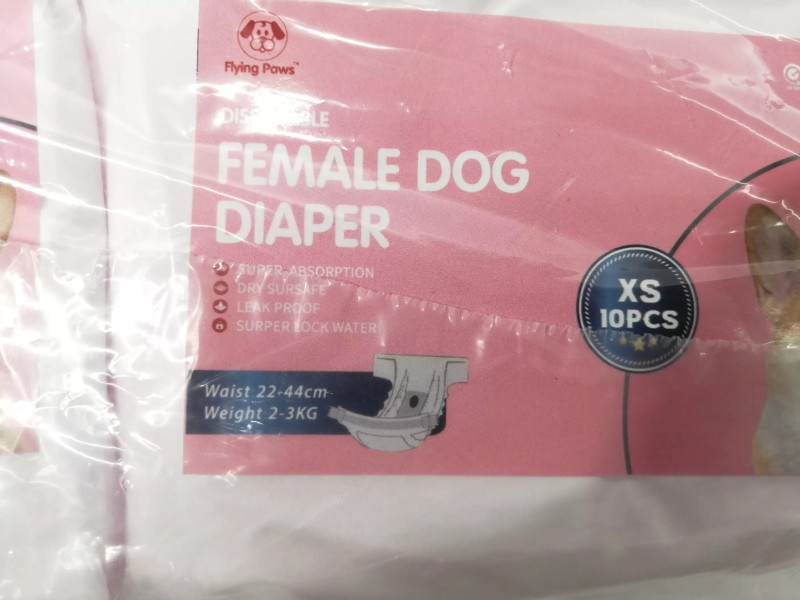 Flying Paws™
FEMALE DOG
DIAPER
SUPER-ABSORPTION
DRY SURSAFE
LEAK PROOF
SURPER LOCK WATER
XS
10PCS
Waist 22-44cm
Weight 2-3KG